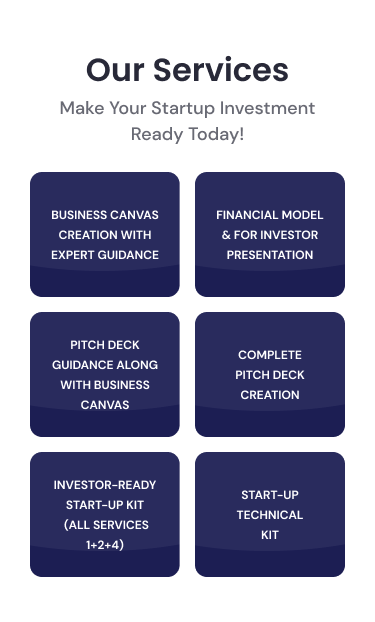 Our Services
Make Your Startup Investment
Ready Today!
BUSINESS CANVAS
CREATION WITH
EXPERT GUIDANCE
FINANCIAL MODEL
& FOR INVESTOR
PRESENTATION
PITCH DECK
GUIDANCE ALONG
WITH BUSINESS
CANVAS
COMPLETE
PITCH DECK
CREATION
INVESTOR-READY
START-UP KIT
(ALL SERVICES
1+2+4)
START-UP
TECHNICAL
KIT